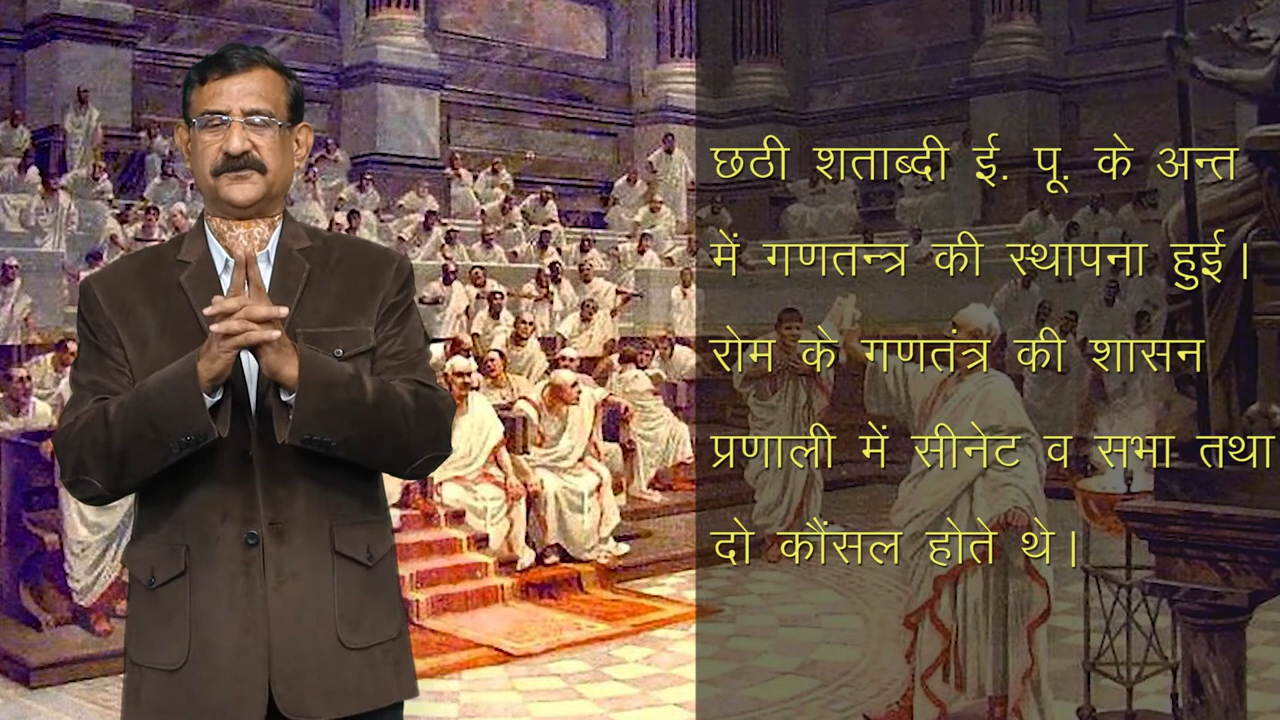 छठी शताब्दी ई. पू. के अन्त
में गणतन्त्र की स्थापना हुई।
रोम के गणतंत्र की शासन
प्रणाली में सीनेट व सभा तथा
दो कौंसल होते थे।